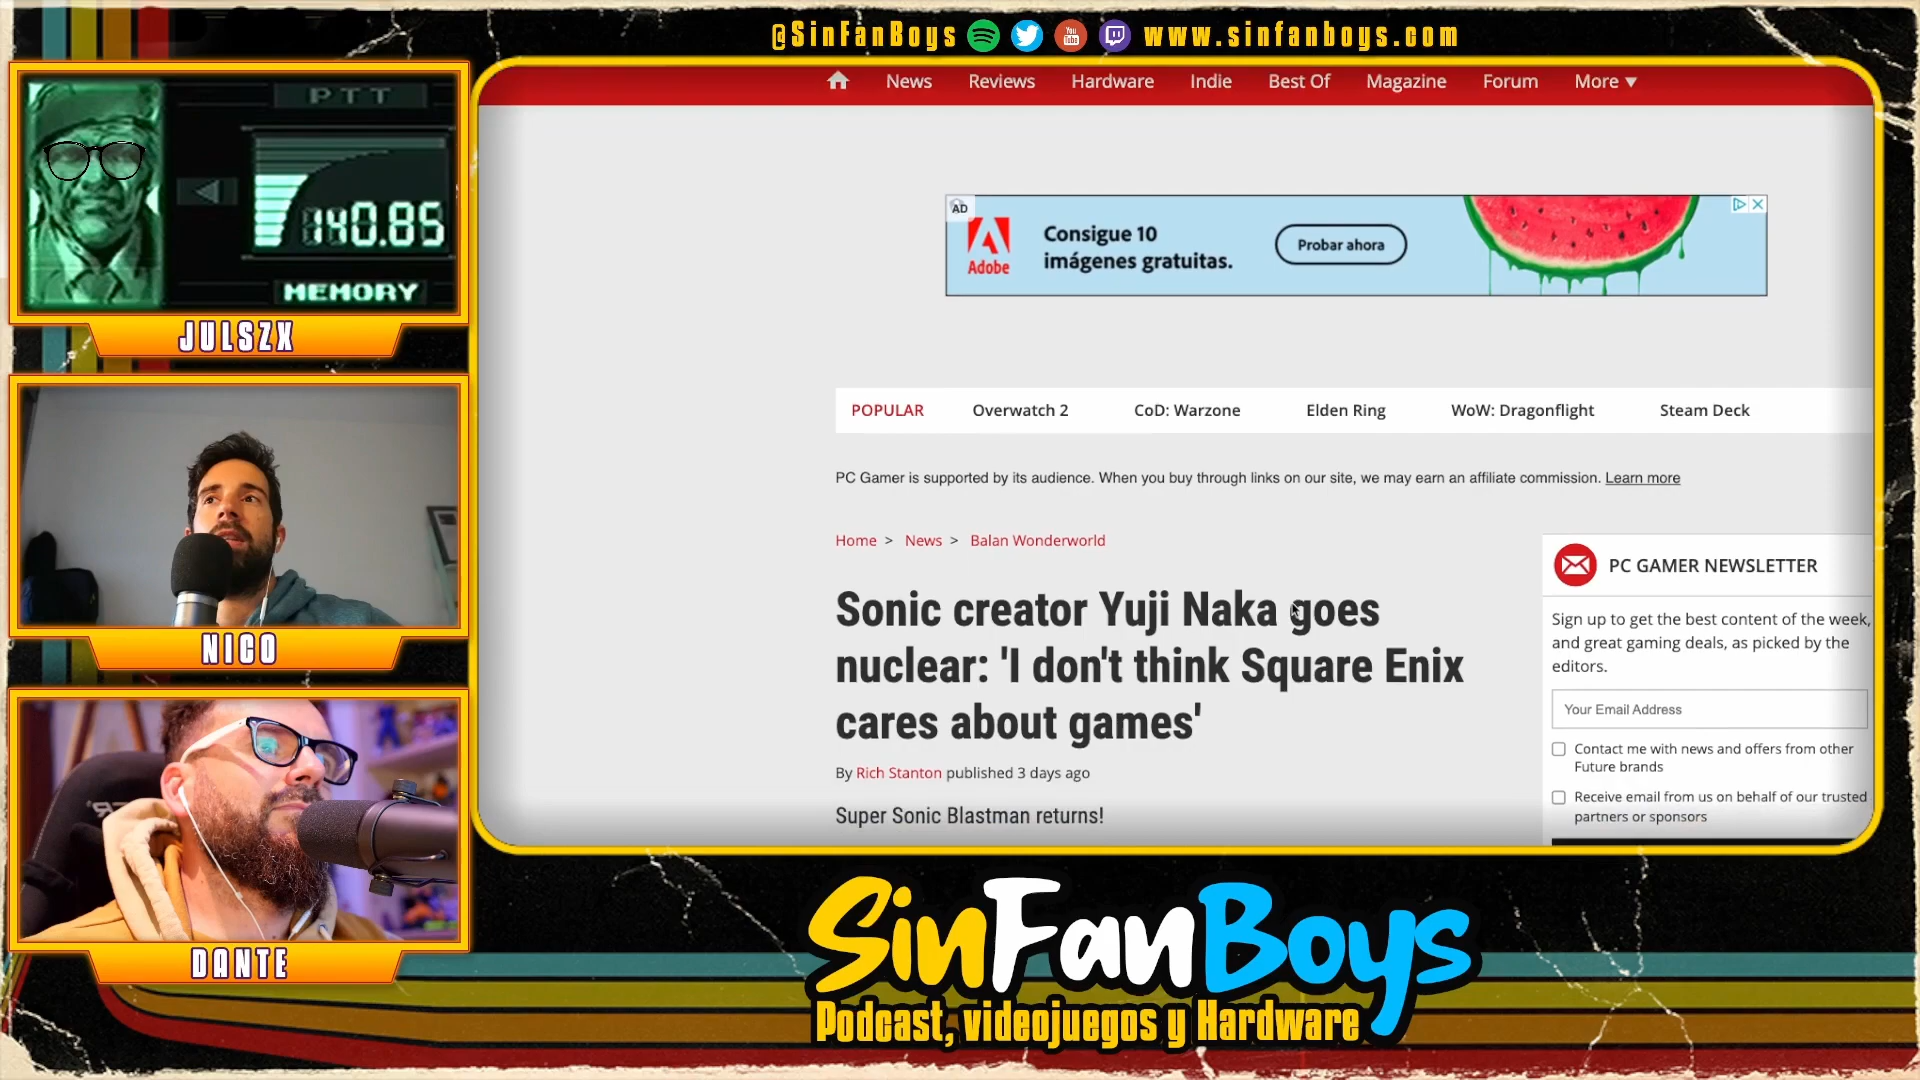 @SinFanBoys www.sinfanboys.com
PTT
140.85
MEMORY
JULSZX
NICO
DANTE
News Reviews Hardware Indie Best Of Magazine Forum More ▼
AD
Adobe
Consigue 10
imágenes gratuitas.
Probar ahora
POPULAR Overwatch 2 CoD: Warzone Elden Ring WoW: Dragonflight Steam Deck
PC Gamer is supported by its audience. When you buy through links on our site, we may earn an affiliate commission. Learn more
Home > News > Balan Wonderworld
Sonic creator Yuji Naka goes
nuclear: 'I don't think Square Enix
cares about games'
By Rich Stanton published 3 days ago
Super Sonic Blastman returns!
PC GAMER NEWSLETTER
Sign up to get the best content of the week,
and great gaming deals, as picked by the
editors.
Your Email Address
Contact me with news and offers from other
Future brands
Receive email from us on behalf of our trusted
partners or sponsors
SinFanBoys
Podcast, videojuegos y Hardware